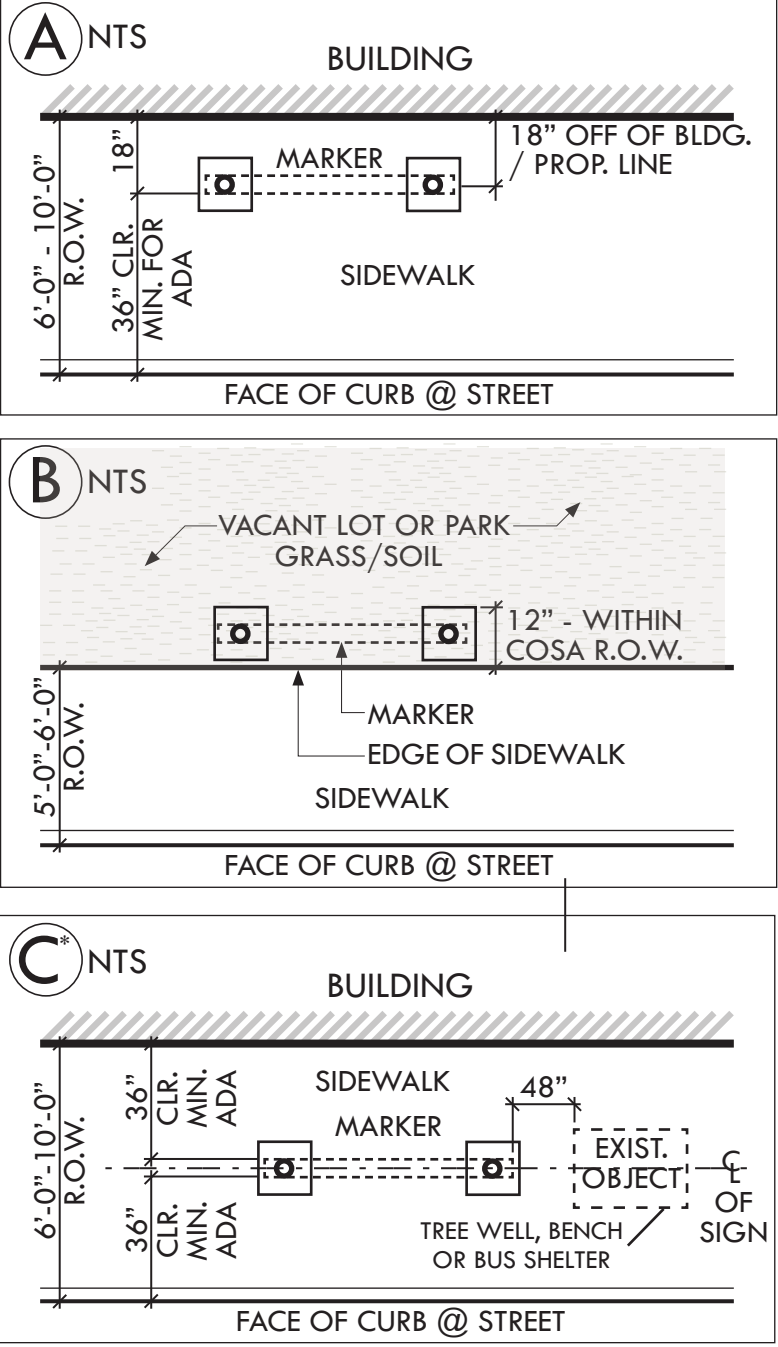 A NTS
BUILDING
18”
MARKER
18” OFF OF BLDG.
/ PROP. LINE
6’-0” - 10’-0”
R.O.W.
36” CLR.
MIN. FOR
ADA
SIDEWALK
FACE OF CURB @ STREET
B NTS
VACANT LOT OR PARK
GRASS/SOIL
12” - WITHIN
COSA R.O.W.
5’-0”-6’-0”
R.O.W.
MARKER
EDGE OF SIDEWALK
SIDEWALK
FACE OF CURB @ STREET
C* NTS
BUILDING
6’-0”-10’-0”
R.O.W.
36”
CLR.
MIN.
ADA
SIDEWALK
MARKER
48”
EXIST.
OBJECT
CL
OF
SIGN
36”
CLR.
MIN.
ADA
TREE WELL, BENCH
OR BUS SHELTER
FACE OF CURB @ STREET